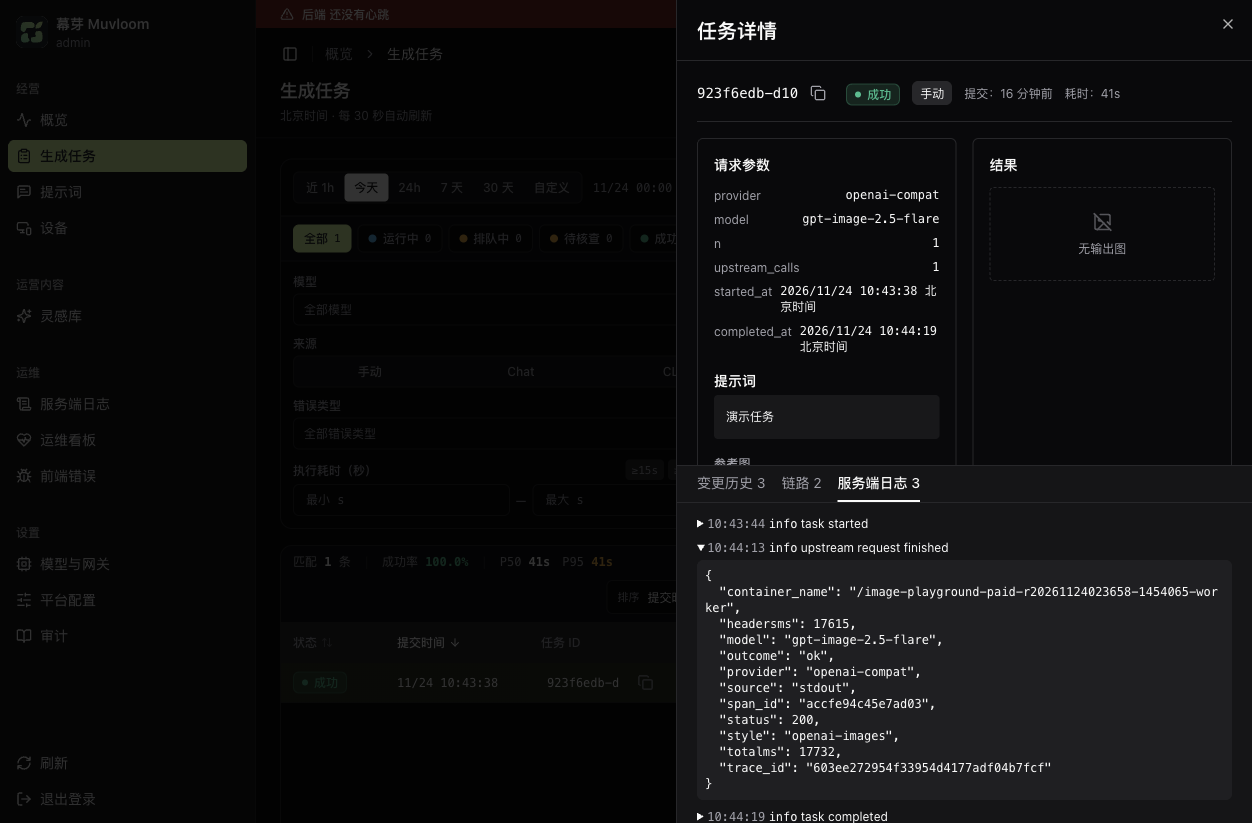 幕芽 Muvloom
admin
经营
概览
生成任务
提示词
设备
运营内容
灵感库
运维
服务端日志
运维看板
前端错误
设置
模型与网关
平台配置
审计
刷新
退出登录
后端 还没有心跳
概览
生成任务
生成任务
北京时间 · 每 30 秒自动刷新
近 1h 今天 24h 7 天 30 天 自定义 11/24 00:00
全部 1 运行中 0 排队中 0 待核查 0 成功
模型
全部模型
来源
手动 Chat
错误类型
全部错误类型
执行耗时（秒） ≥15s
最小 s — 最大 s
匹配 1 条 成功率 100.0% P50 41s P95 41s
排序 提交时
状态 ↑↓ 提交时间 ↓ 任务 ID
成功 11/24 10:43:38 923f6edb-d
任务详情
923f6edb-d10 成功 手动 提交: 16 分钟前 耗时: 41s
请求参数
provider openai-compat
model gpt-image-2.5-flare
n 1
upstream_calls 1
started_at 2026/11/24 10:43:38 北
京时间
completed_at 2026/11/24 10:44:19
北京时间
提示词
演示任务
参考图
结果
无输出图
变更历史 3 链路 2 服务端日志 3
10:43:44 info task started
10:44:13 info upstream request finished
{
"container_name": "/image-playground-paid-r20261124023658-1454065-wor
ker",
"headersms": 17615,
"model": "gpt-image-2.5-flare",
"outcome": "ok",
"provider": "openai-compat",
"source": "stdout",
"span_id": "accfe94c45e7ad03",
"status": 200,
"style": "openai-images",
"totalms": 17732,
"trace_id": "603ee272954f33954d4177adf04b7fcf"
}
10:44:19 info task completed